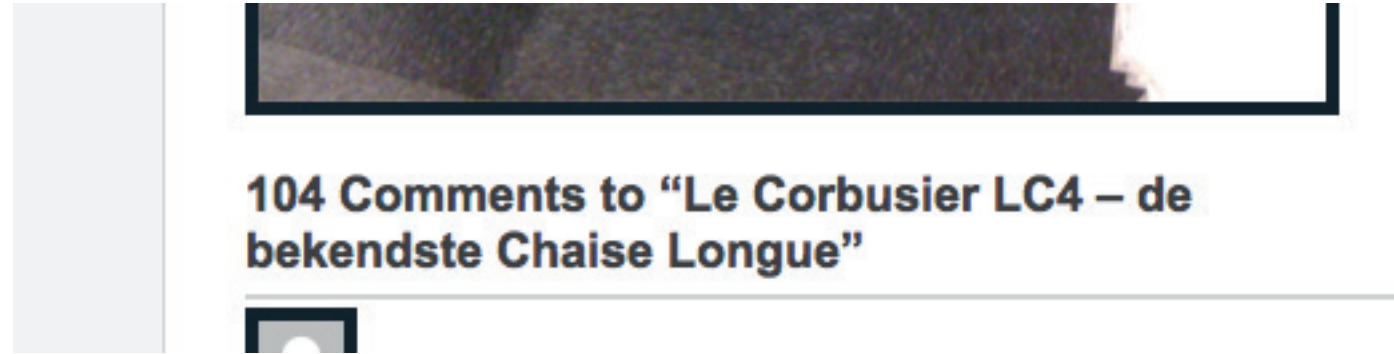 104 Comments to “Le Corbusier LC4 – de
bekendste Chaise Longue”